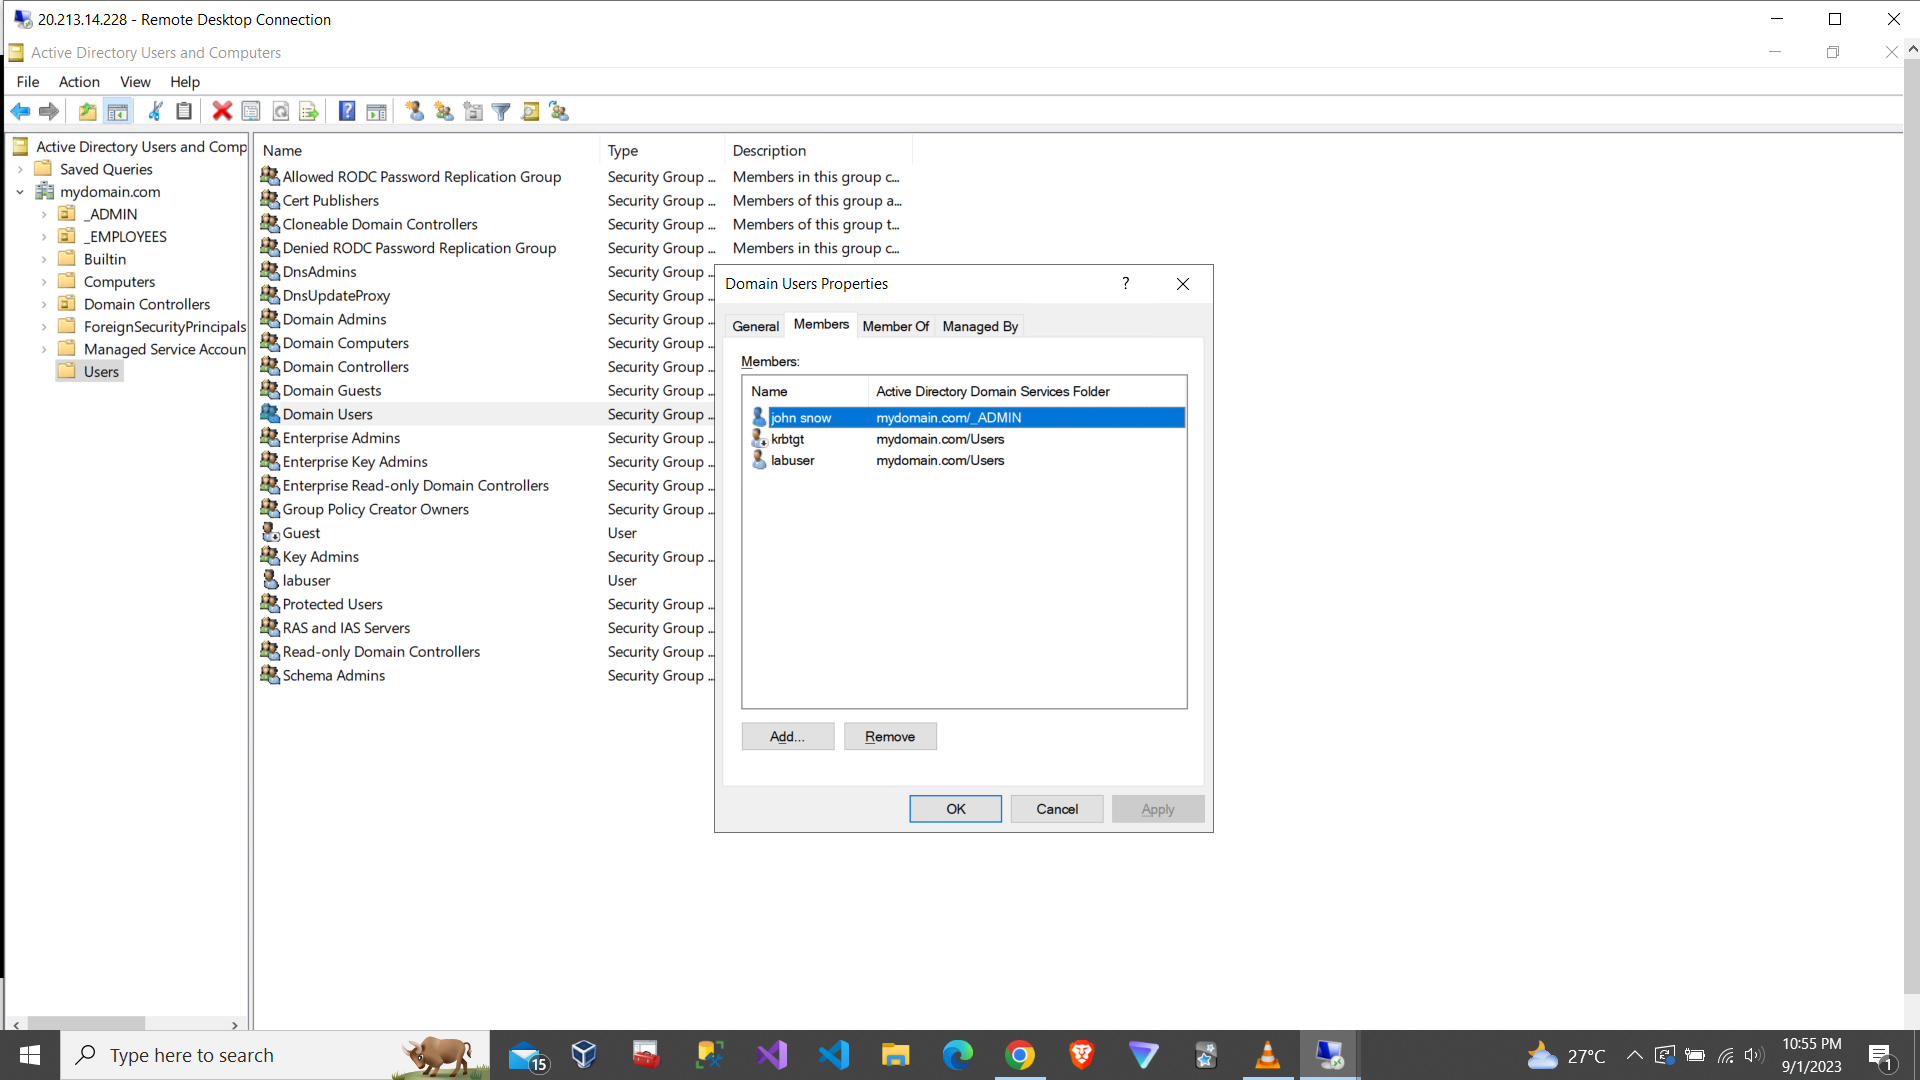 20.213.14.228 - Remote Desktop Connection
Active Directory Users and Computers
File Action View Help
Active Directory Users and Comp
Saved Queries
mydomain.com
_ADMIN
_EMPLOYEES
Builtin
Computers
Domain Controllers
ForeignSecurityPrincipals
Managed Service Accoun
Users
Name Type Description
Allowed RODC Password Replication Group Security Group ... Members in this group c...
Cert Publishers Security Group ... Members of this group a...
Cloneable Domain Controllers Security Group ... Members of this group t...
Denied RODC Password Replication Group Security Group ... Members in this group c...
DnsAdmins Security Group ...
DnsUpdateProxy Security Group ...
Domain Admins Security Group ...
Domain Computers Security Group ...
Domain Controllers Security Group ...
Domain Guests Security Group ...
Domain Users Security Group ...
Enterprise Admins Security Group ...
Enterprise Key Admins Security Group ...
Enterprise Read-only Domain Controllers Security Group ...
Group Policy Creator Owners Security Group ...
Guest User
Key Admins Security Group ...
labuser User
Protected Users Security Group ...
RAS and IAS Servers Security Group ...
Read-only Domain Controllers Security Group ...
Schema Admins Security Group ...
Domain Users Properties ?
General Members Member Of Managed By
Members:
Name Active Directory Domain Services Folder
john snow mydomain.com/_ADMIN
krbtgt mydomain.com/Users
labuser mydomain.com/Users
Add... Remove
OK Cancel Apply
Type here to search
15
27°C
10:55 PM
9/1/2023
1